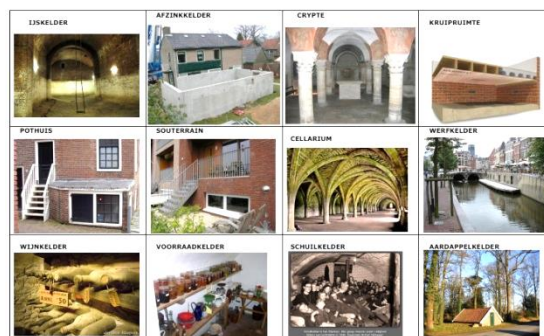 IJSKELDER
AFZINKKELDER
CRYPTE
KRUIPRUIMTE
POTHUIS
SOUTERRAIN
CELLARIUM
WERFKELDER
WIJNKELDER
VOORRAADKELDER
SCHUILKELDER
AARDAPPELKELDER